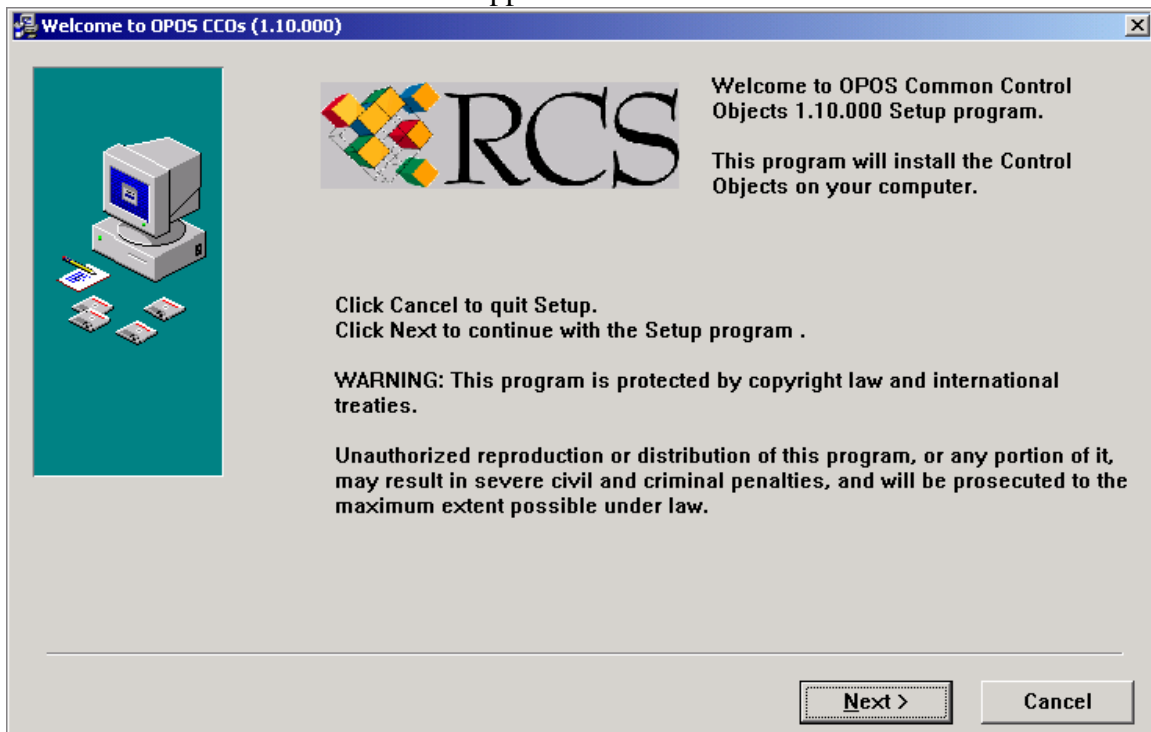 Welcome to OPOS CCOs (1.10.000)
RCS
Welcome to OPOS Common Control
Objects 1.10.000 Setup program.
This program will install the Control
Objects on your computer.
Click Cancel to quit Setup.
Click Next to continue with the Setup program .
WARNING: This program is protected by copyright law and international
treaties.
Unauthorized reproduction or distribution of this program, or any portion of it,
may result in severe civil and criminal penalties, and will be prosecuted to the
maximum extent possible under law.
Next >
Cancel